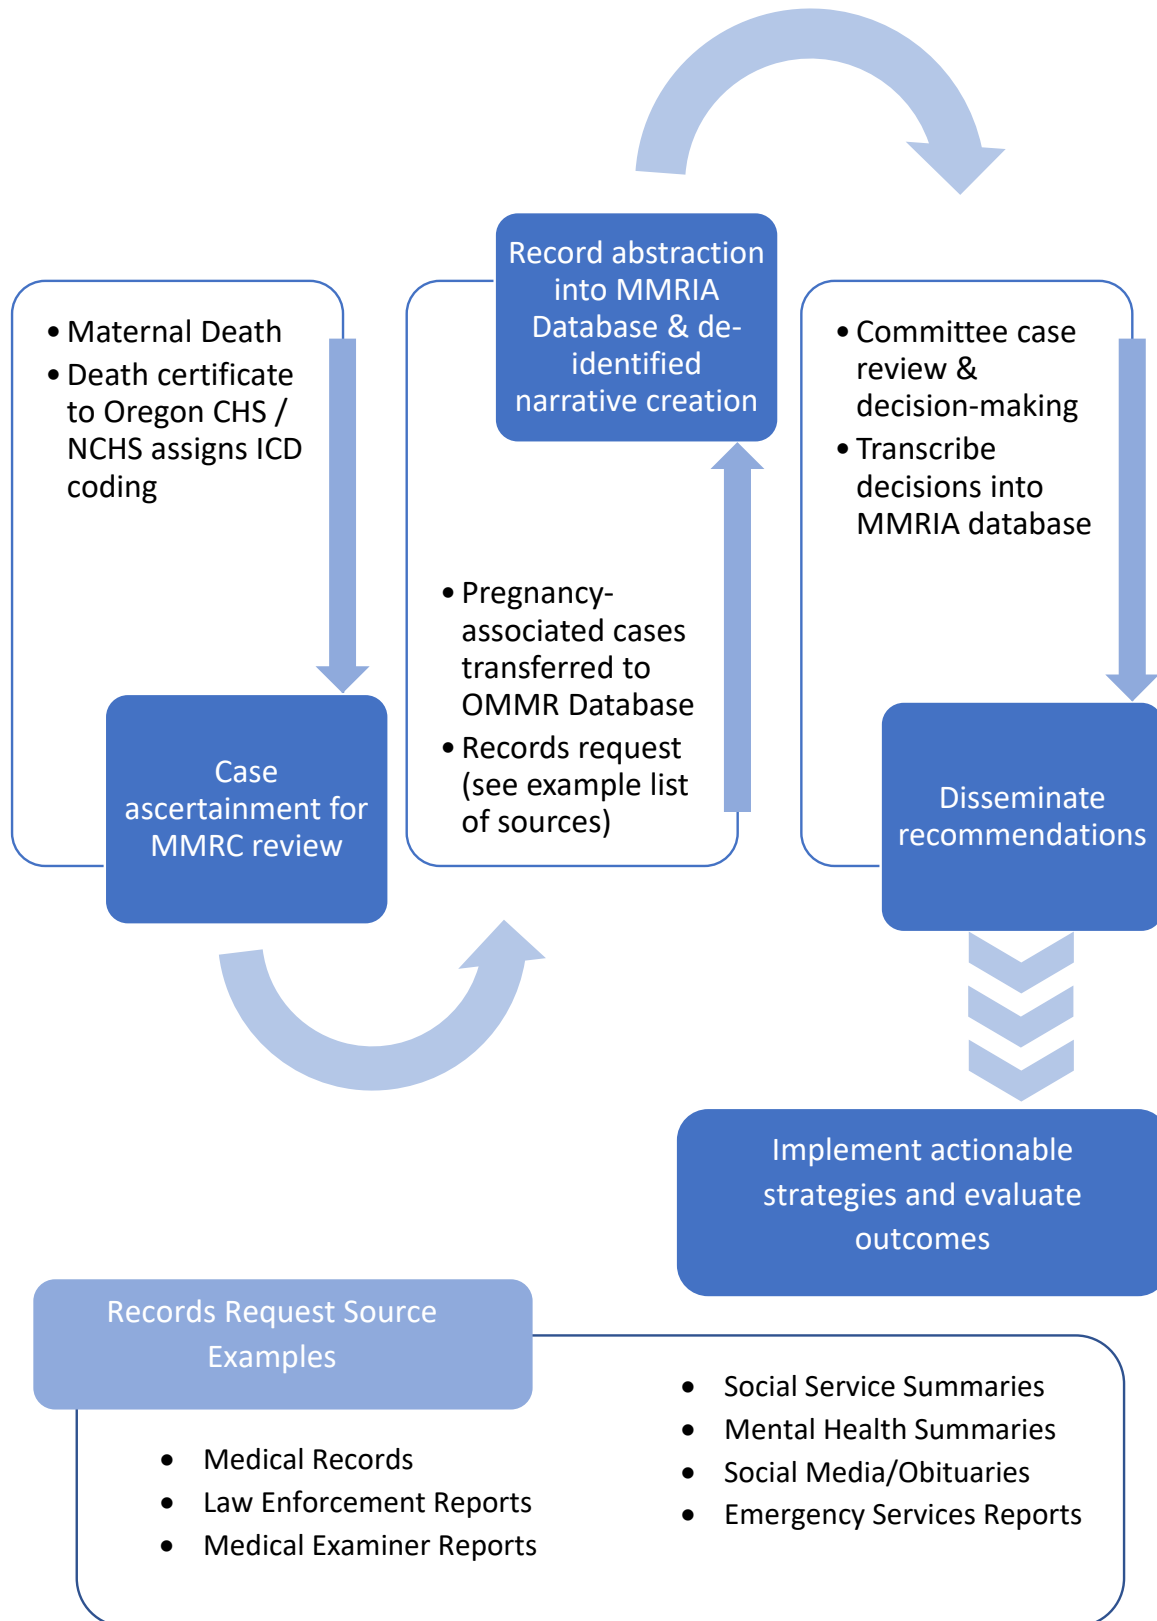 • Maternal Death
• Death certificate
to Oregon CHS /
NCHS assigns ICD
coding
Case
ascertainment for
MMRC review
Record abstraction
into MMRIA
Database & de-
identified
narrative creation
• Pregnancy-
associated cases
transferred to
OMMR Database
• Records request
(see example list
of sources)
• Committee case
review &
decision-making
• Transcribe
decisions into
MMRIA database
Disseminate
recommendations
Implement actionable
strategies and evaluate
outcomes
Records Request Source
Examples
• Medical Records
• Law Enforcement Reports
• Medical Examiner Reports
• Social Service Summaries
• Mental Health Summaries
• Social Media/Obituaries
• Emergency Services Reports